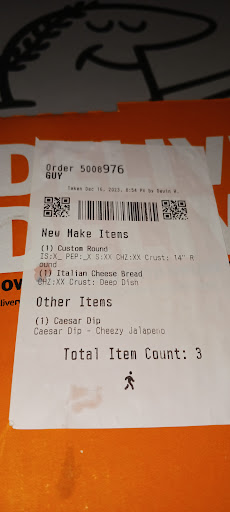 Order 5008976
GUY
Taken Dec 16, 2023, 8:54 PM By Devin R.
New Make Items
(1) Custom Round
IS:X_ PEP:_X S:XX CHZ:XX Crust: 14" R
ound
(1) Italian Cheese Bread
CHZ:XX Crust: Deep Dish
Other Items
(1) Caesar Dip
Caesar Dip - Cheezy Jalapeno
Total Item Count: 3